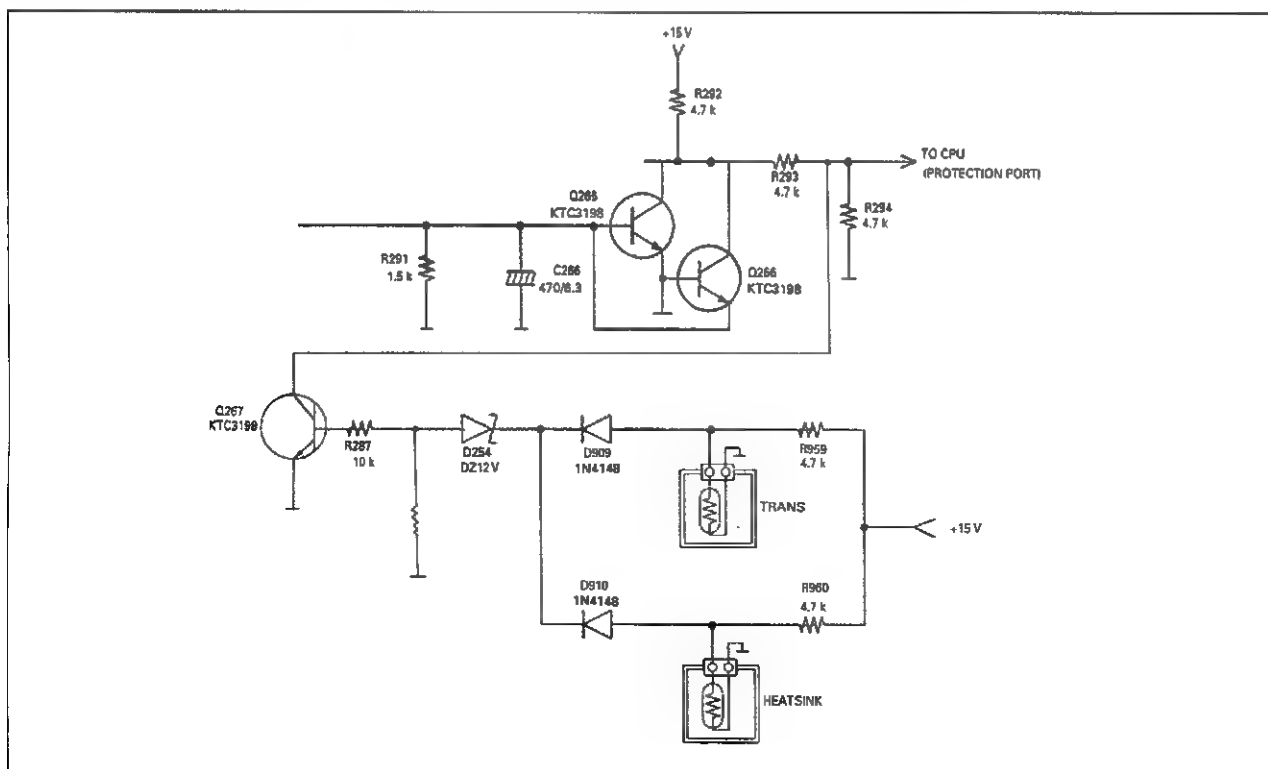 +15 V
R292
4.7 k
TO CPU
(PROTECTION PORT)
R293
4.7 k
Q265
KTC3198
R294
4.7 k
R291
1.5 k
C266
470/6.3
Q266
KTC3198
Q267
KTC3198
R287
10 k
D254
DZ12V
D909
1N4148
R959
4.7 k
TRANS
+15 V
D910
1N4148
R960
4.7 k
HEATSINK